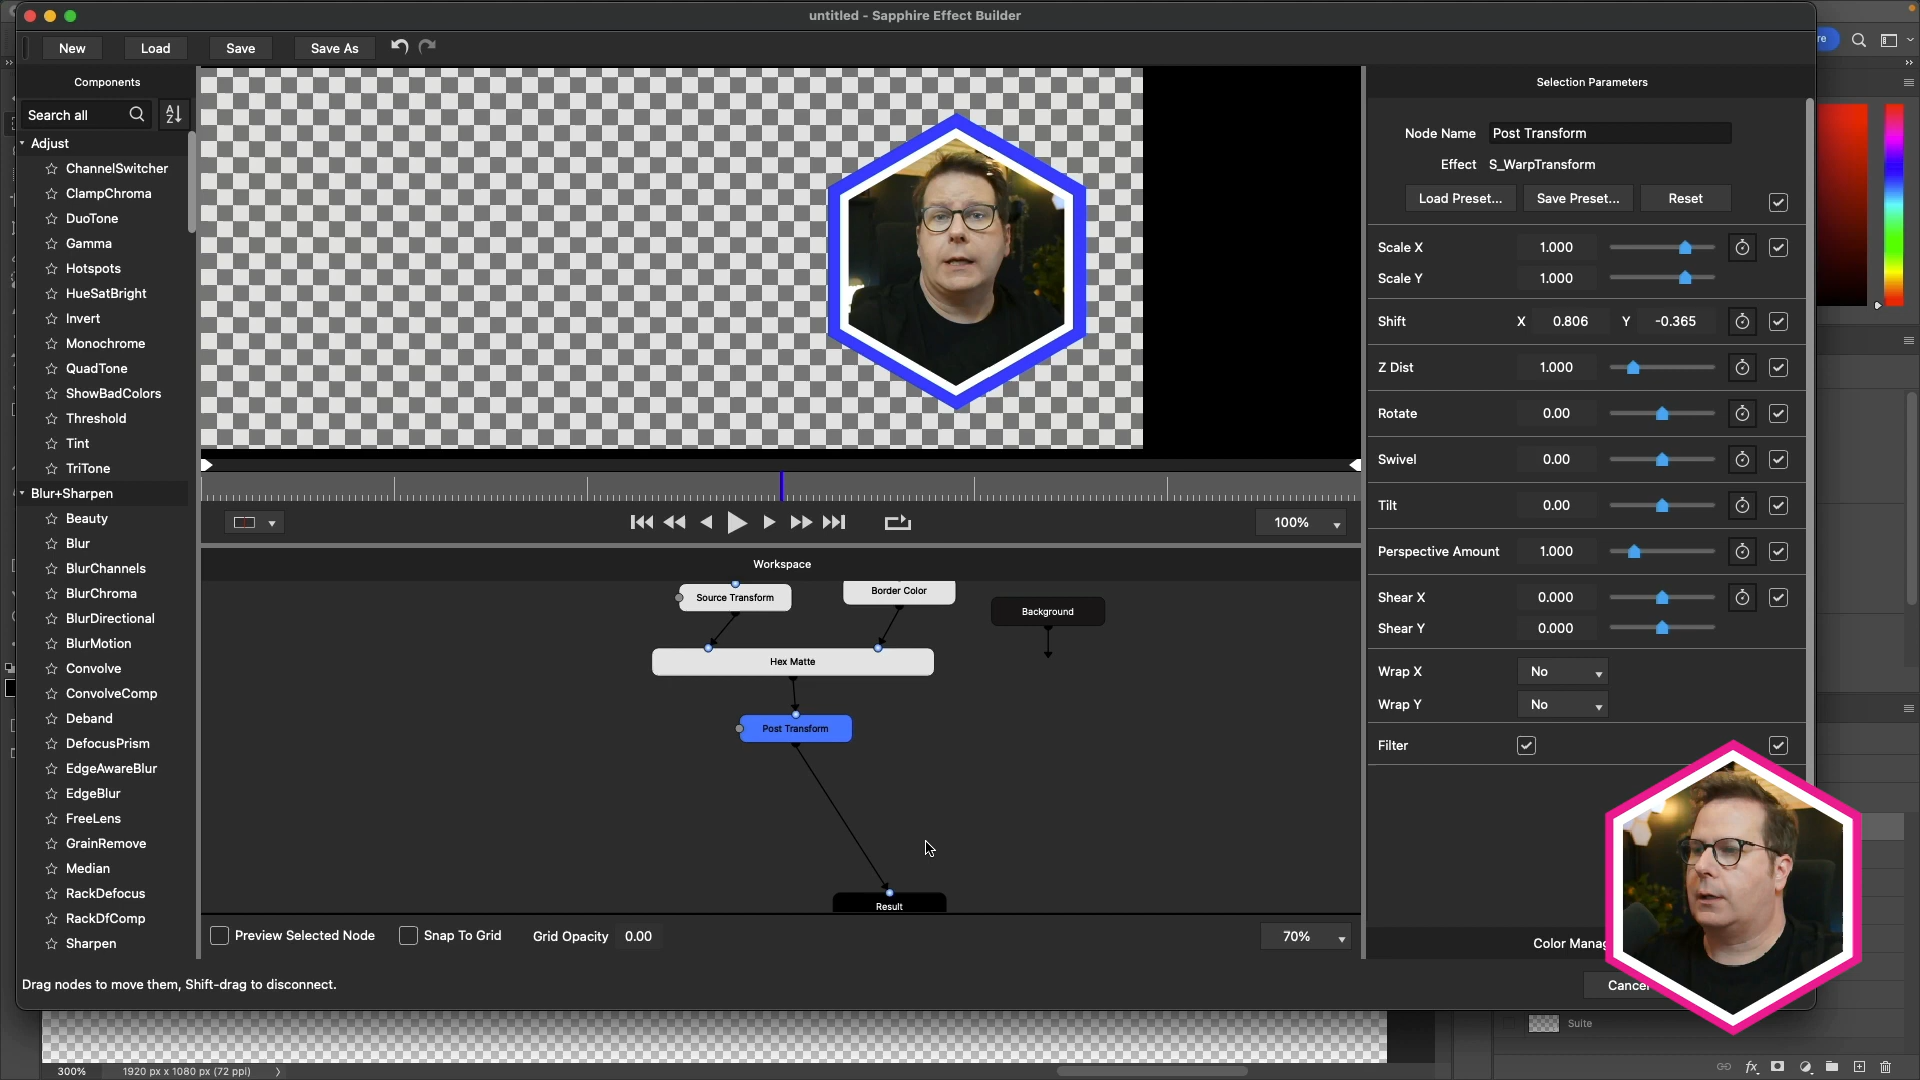 untitled - Sapphire Effect Builder
New
Load
Save
Save As
Components
Search all
A
Z
Adjust
ChannelSwitcher
ClampChroma
DuoTone
Gamma
Hotspots
HueSatBright
Invert
Monochrome
QuadTone
ShowBadColors
Threshold
Tint
TriTone
Blur+Sharpen
Beauty
Blur
BlurChannels
BlurChroma
BlurDirectional
BlurMotion
Convolve
ConvolveComp
Deband
DefocusPrism
EdgeAwareBlur
EdgeBlur
FreeLens
GrainRemove
Median
RackDefocus
RackDfComp
Sharpen
100%
Workspace
Source Transform
Border Color
Background
Hex Matte
Post Transform
Result
Preview Selected Node
Snap To Grid
Grid Opacity 0.00
70%
Drag nodes to move them, Shift-drag to disconnect.
Selection Parameters
Node Name Post Transform
Effect S_WarpTransform
Load Preset...
Save Preset...
Reset
Scale X 1.000
Scale Y 1.000
Shift X 0.806 Y -0.365
Z Dist 1.000
Rotate 0.00
Swivel 0.00
Tilt 0.00
Perspective Amount 1.000
Shear X 0.000
Shear Y 0.000
Wrap X No
Wrap Y No
Filter
Color Manag
Cancel
Suite
fx
300%
1920 px x 1080 px (72 ppi)